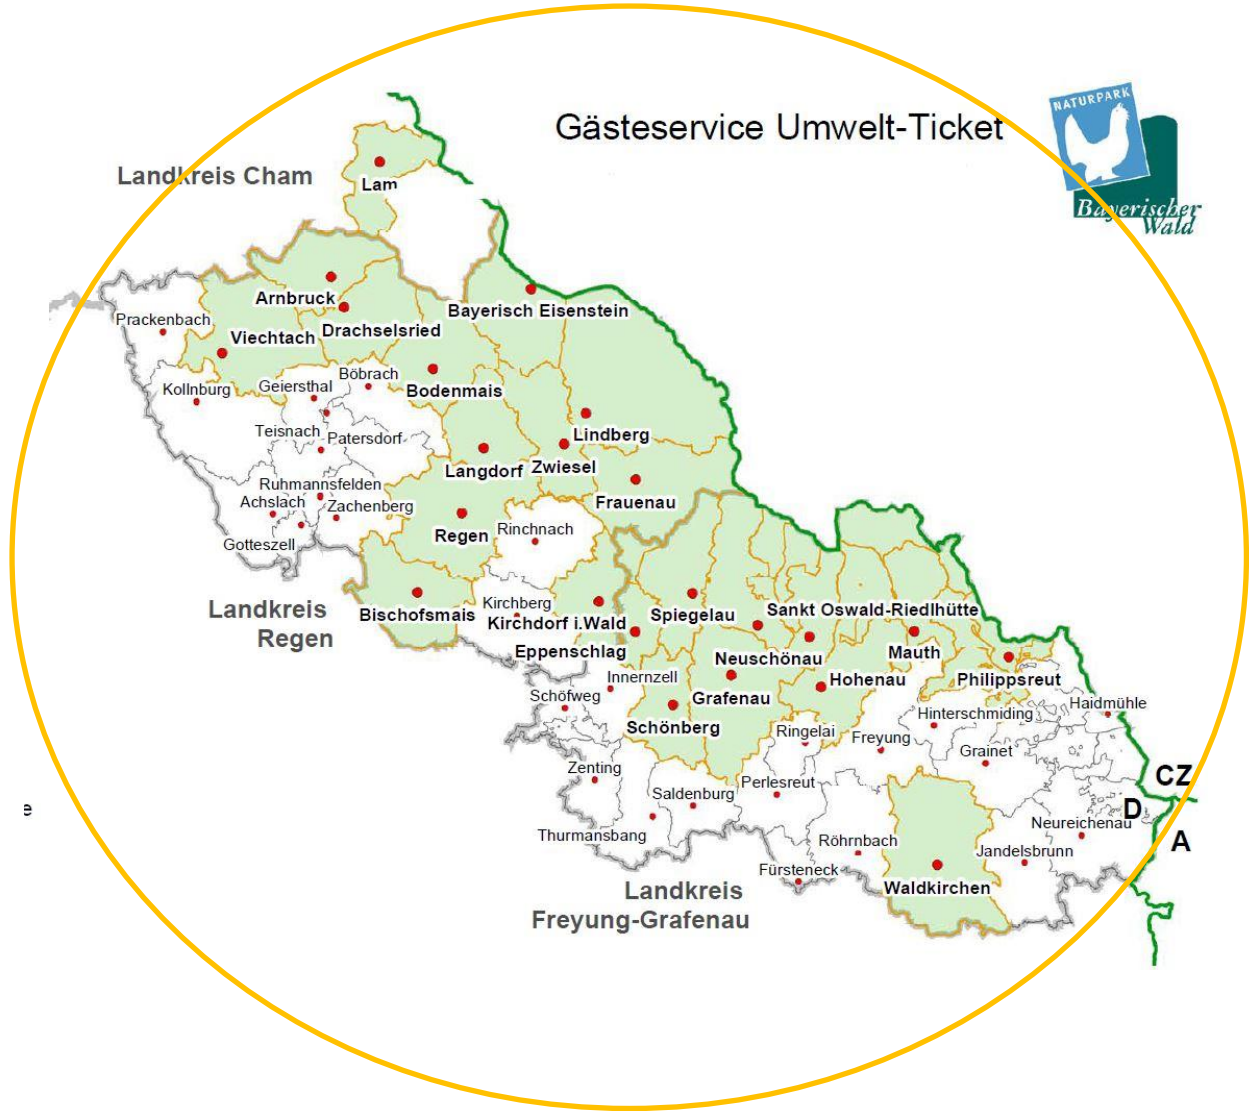 Gästeservice Umwelt-Ticket
NATURPARK
Bayerischer
Wald
Landkreis Cham
Lam
Arnbruck
Bayerisch Eisenstein
Prackenbach
Viechtach
Drachselsried
Böbrach
Kollnburg
Geiersthal
Bodenmais
Teisnach
Patersdorf
Lindberg
Langdorf
Zwiesel
Ruhmannsfelden
Achslach
Zachenberg
Frauenau
Gotteszell
Regen
Rinchnach
Landkreis
Regen
Bischofsmais
Kirchberg
Kirchdorf i.Wald
Spiegelau
Sankt Oswald-Riedlhütte
Eppenschlag
Neuschönau
Mauth
Innernzell
Grafenau
Hohenau
Philippsreut
Schöfweg
Schönberg
Ringelai
Freyung
Hinterschmiding
Haidmühle
Grainet
Zenting
Saldenburg
Perlesreut
CZ
D
A
e
Thurmansbang
Röhrnbach
Neureichenau
Jandelsbrunn
Fürsteneck
Waldkirchen
Landkreis
Freyung-Grafenau